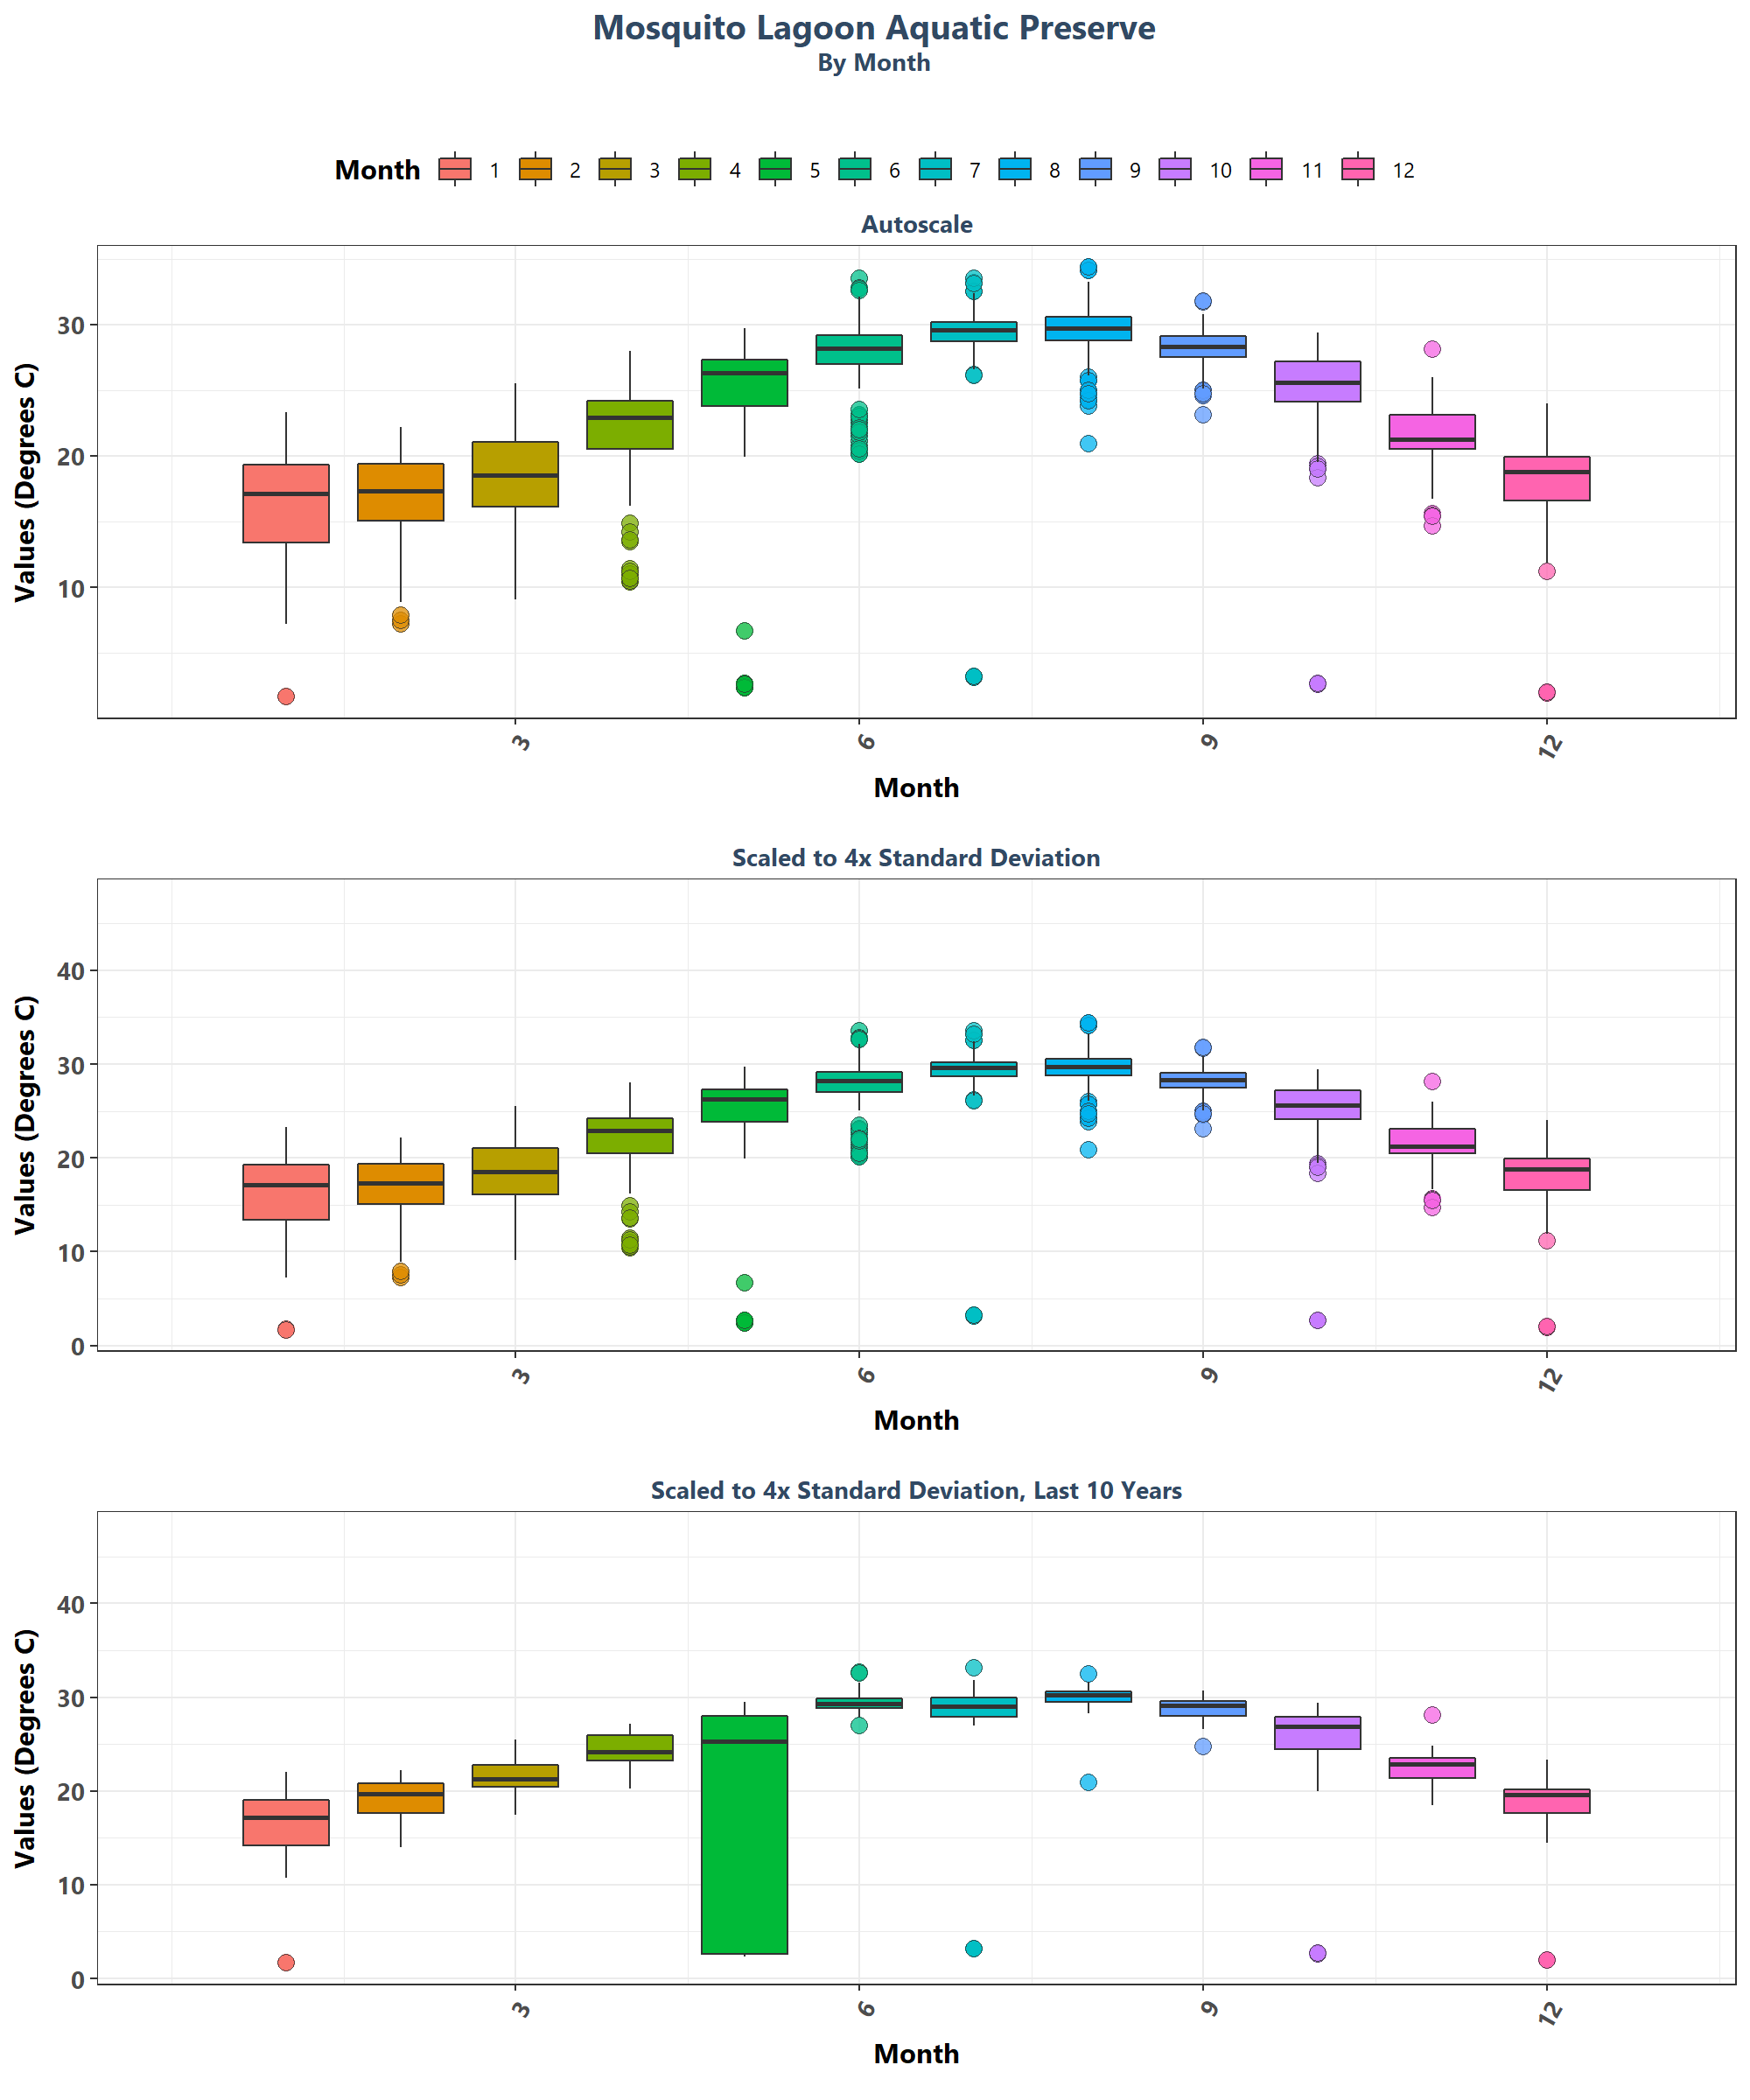 Mosquito Lagoon Aquatic Preserve
By Month
Month 1 2 3 4 5 6 7 8 9 10 11 12
Autoscale
Values (Degrees C)
30
20
10
3 6 9 12
Month
Scaled to 4x Standard Deviation
Values (Degrees C)
40
30
20
10
0
3 6 9 12
Month
Scaled to 4x Standard Deviation, Last 10 Years
Values (Degrees C)
40
30
20
10
0
3 6 9 12
Month